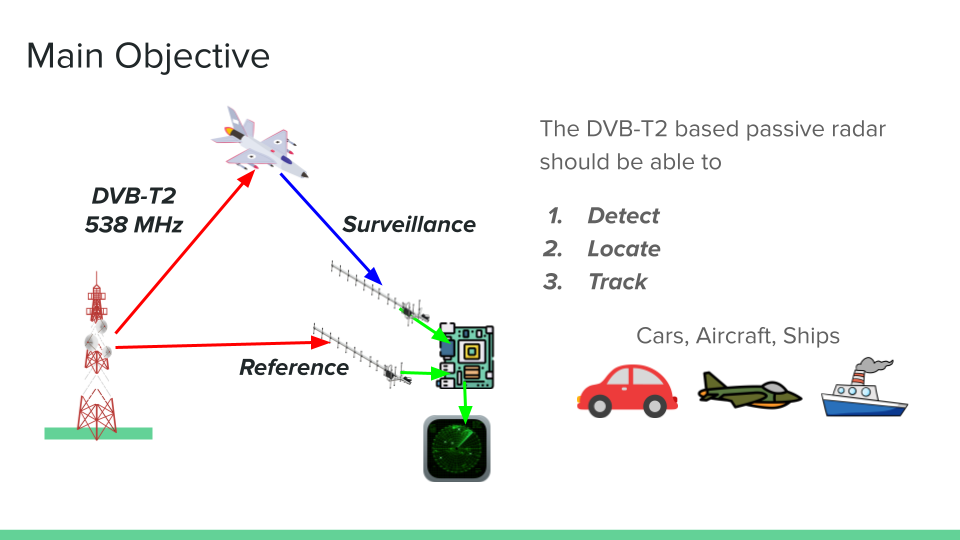 Main Objective
DVB-T2
538 MHz
Surveillance
Reference
The DVB-T2 based passive radar
should be able to
1. Detect
2. Locate
3. Track
Cars, Aircraft, Ships